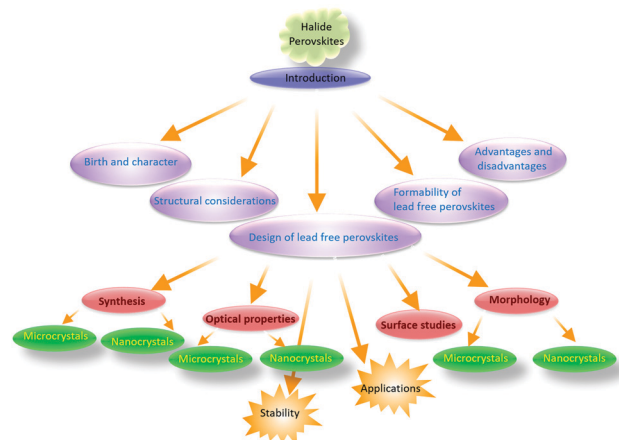 Halide
Perovskites
Introduction
Birth and character
Advantages and
disadvantages
Structural considerations
Formability of
lead free perovskites
Design of lead free perovskites
Synthesis
Optical properties
Surface studies
Morphology
Microcrystals
Nanocrystals
Microcrystals
Nanocrystals
Microcrystals
Nanocrystals
Stability
Applications